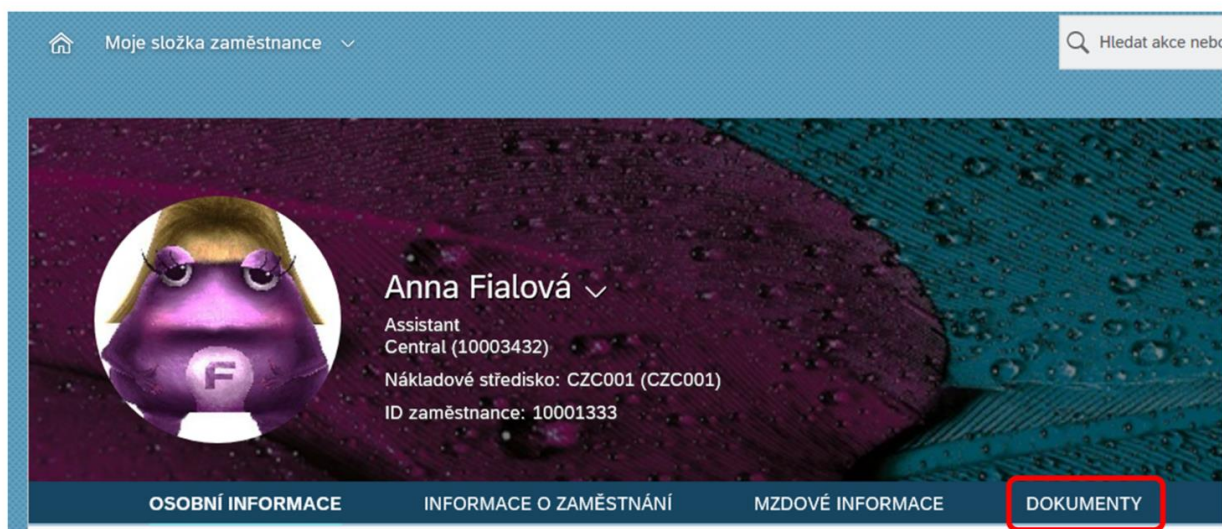 Moje složka zaměstnance
Hledat akce nebo
Anna Fialová
Assistant
Central (10003432)
Nákladové středisko: CZC001 (CZC001)
ID zaměstnance: 10001333
F
OSOBNÍ INFORMACE INFORMACE O ZAMĚSTNÁNÍ MZDOVÉ INFORMACE DOKUMENTY